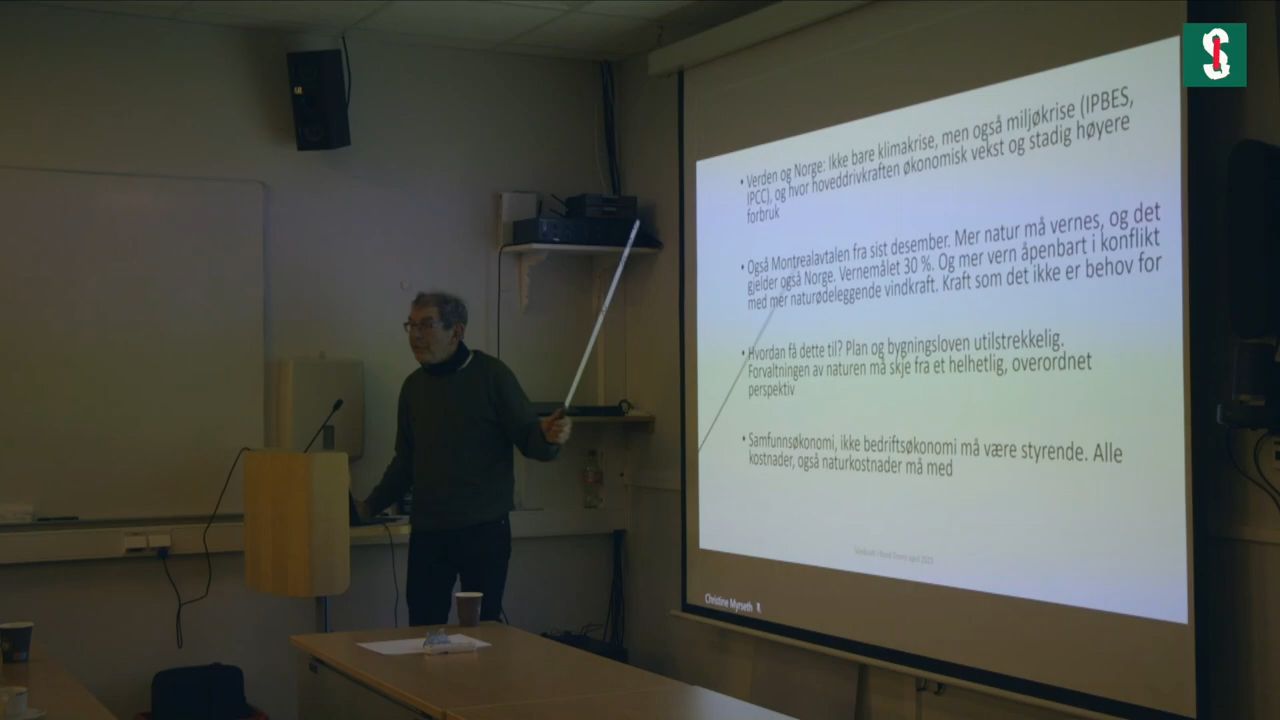 • Verden og Norge: Ikke bare klimakrise, men også miljøkrise (IPBES,
IPCC), og hvor hoveddrivkraften økonomisk vekst og stadig høyere
forbruk
• Også Montrealavtalen fra sist desember. Mer natur må vernes, og det
gjelder også Norge. Vernemålet 30 %. Og mer vern åpenbart i konflikt
med mer naturødeleggende vindkraft. Kraft som det ikke er behov for
• Hvordan få dette til? Plan og bygningsloven utilstrekkelig.
Forvaltningen av naturen må skje fra et helhetlig, overordnet
perspektiv
• Samfunnsøkonomi, ikke bedriftsøkonomi må være styrende. Alle
kostnader, også naturkostnader må med
Christine Myrseth